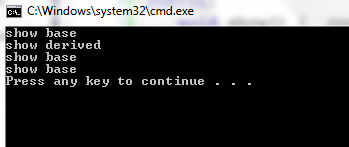 C:\Windows\system32\cmd.exe
show base
show derived
show base
show base
Press any key to continue . . .